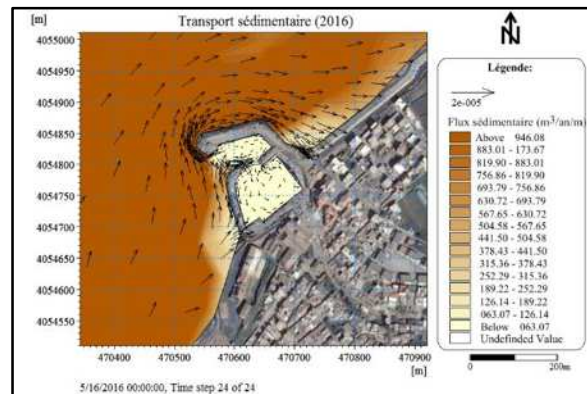 [m] Transport sédimentaire (2016)
N
4055000
4054950
4054900
4054850
4054800
4054750
4054700
4054650
4054600
4054550
470400 470500 470600 470700 470800 470900
[m]
5/16/2016 00:00:00, Time step 24 of 24
Légende:
2e-005
Flux sédimentaire (m³/an/m)
Above 946.08
883.01 - 173.67
819.90 - 883.01
756.86 - 819.90
693.79 - 756.86
630.72 - 693.79
567.65 - 630.72
504.58 - 567.65
441.50 - 504.58
378.43 - 441.50
315.36 - 378.43
252.29 - 315.36
189.22 - 252.29
126.14 - 189.22
063.07 - 126.14
Below 063.07
Undefinded Value
0 200m